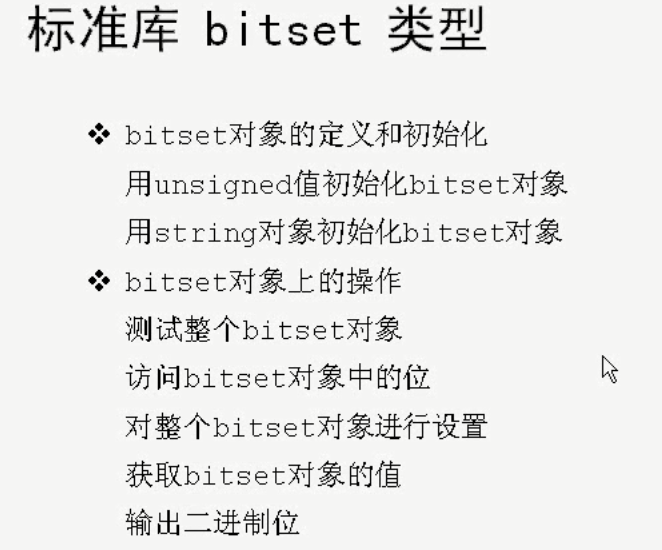 标准库 bitset 类型
❖ bitset对象的定义和初始化
用unsigned值初始化bitset对象
用string对象初始化bitset对象
❖ bitset对象上的操作
测试整个bitset对象
访问bitset对象中的位
对整个bitset对象进行设置
获取bitset对象的值
输出二进制位